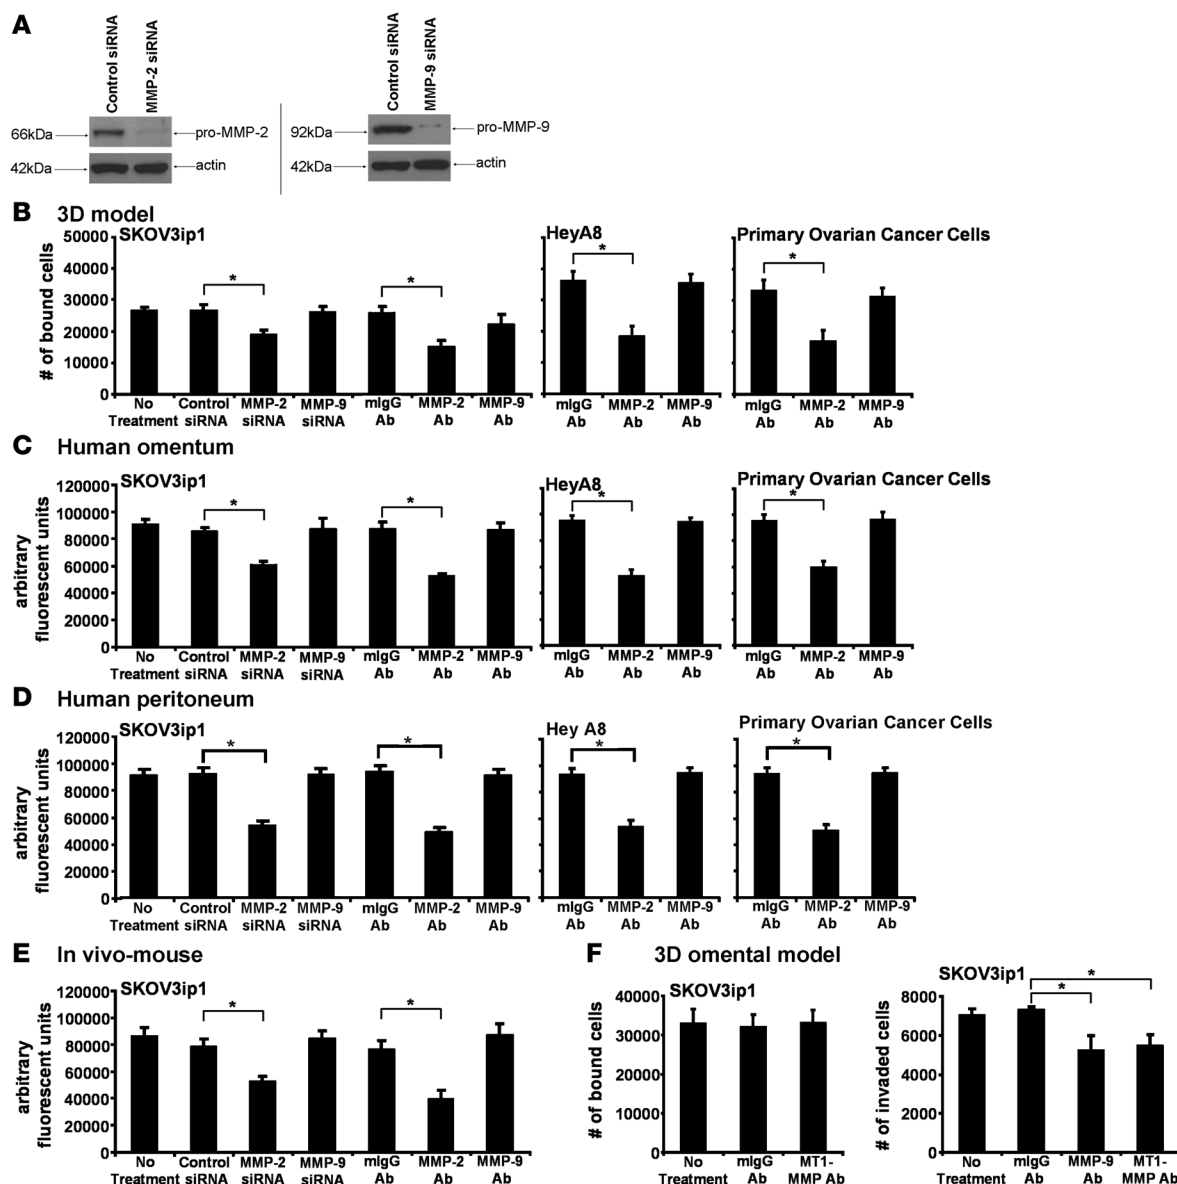 A
Control siRNA
MMP-2 siRNA
Control siRNA
MMP-9 siRNA
66kDa
pro-MMP-2
92kDa
pro-MMP-9
42kDa
actin
42kDa
actin
B 3D model
SKOV3ip1
HeyA8
Primary Ovarian Cancer Cells
# of bound cells
50000
40000
30000
20000
10000
0
* * * *
No Control MMP-2 MMP-9 mIgG MMP-2 MMP-9 mIgG MMP-2 MMP-9 mIgG MMP-2 MMP-9
Treatment siRNA siRNA siRNA Ab Ab Ab Ab Ab Ab Ab Ab Ab
C Human omentum
SKOV3ip1
HeyA8
Primary Ovarian Cancer Cells
arbitrary
fluorescent units
120000
100000
80000
60000
40000
20000
0
* * * *
No Control MMP-2 MMP-9 mIgG MMP-2 MMP-9 mIgG MMP-2 MMP-9 mIgG MMP-2 MMP-9
Treatment siRNA siRNA siRNA Ab Ab Ab Ab Ab Ab Ab Ab Ab
D Human peritoneum
SKOV3ip1
Hey A8
Primary Ovarian Cancer Cells
arbitrary
fluorescent units
120000
100000
80000
60000
40000
20000
0
* * * *
No Control MMP-2 MMP-9 mIgG MMP-2 MMP-9 mIgG MMP-2 MMP-9 mIgG MMP-2 MMP-9
Treatment siRNA siRNA siRNA Ab Ab Ab Ab Ab Ab Ab Ab Ab
E In vivo-mouse
SKOV3ip1
arbitrary
fluorescent units
120000
100000
80000
60000
40000
20000
0
* *
No Control MMP-2 MMP-9 mIgG MMP-2 MMP-9
Treatment siRNA siRNA siRNA Ab Ab Ab
F 3D omental model
SKOV3ip1
# of bound cells
40000
30000
20000
10000
0
No mIgG MT1-
Treatment Ab MMP Ab
SKOV3ip1
# of invaded cells
8000
6000
4000
2000
0
* *
No mIgG MMP-9 MT1-
Treatment Ab Ab MMP Ab